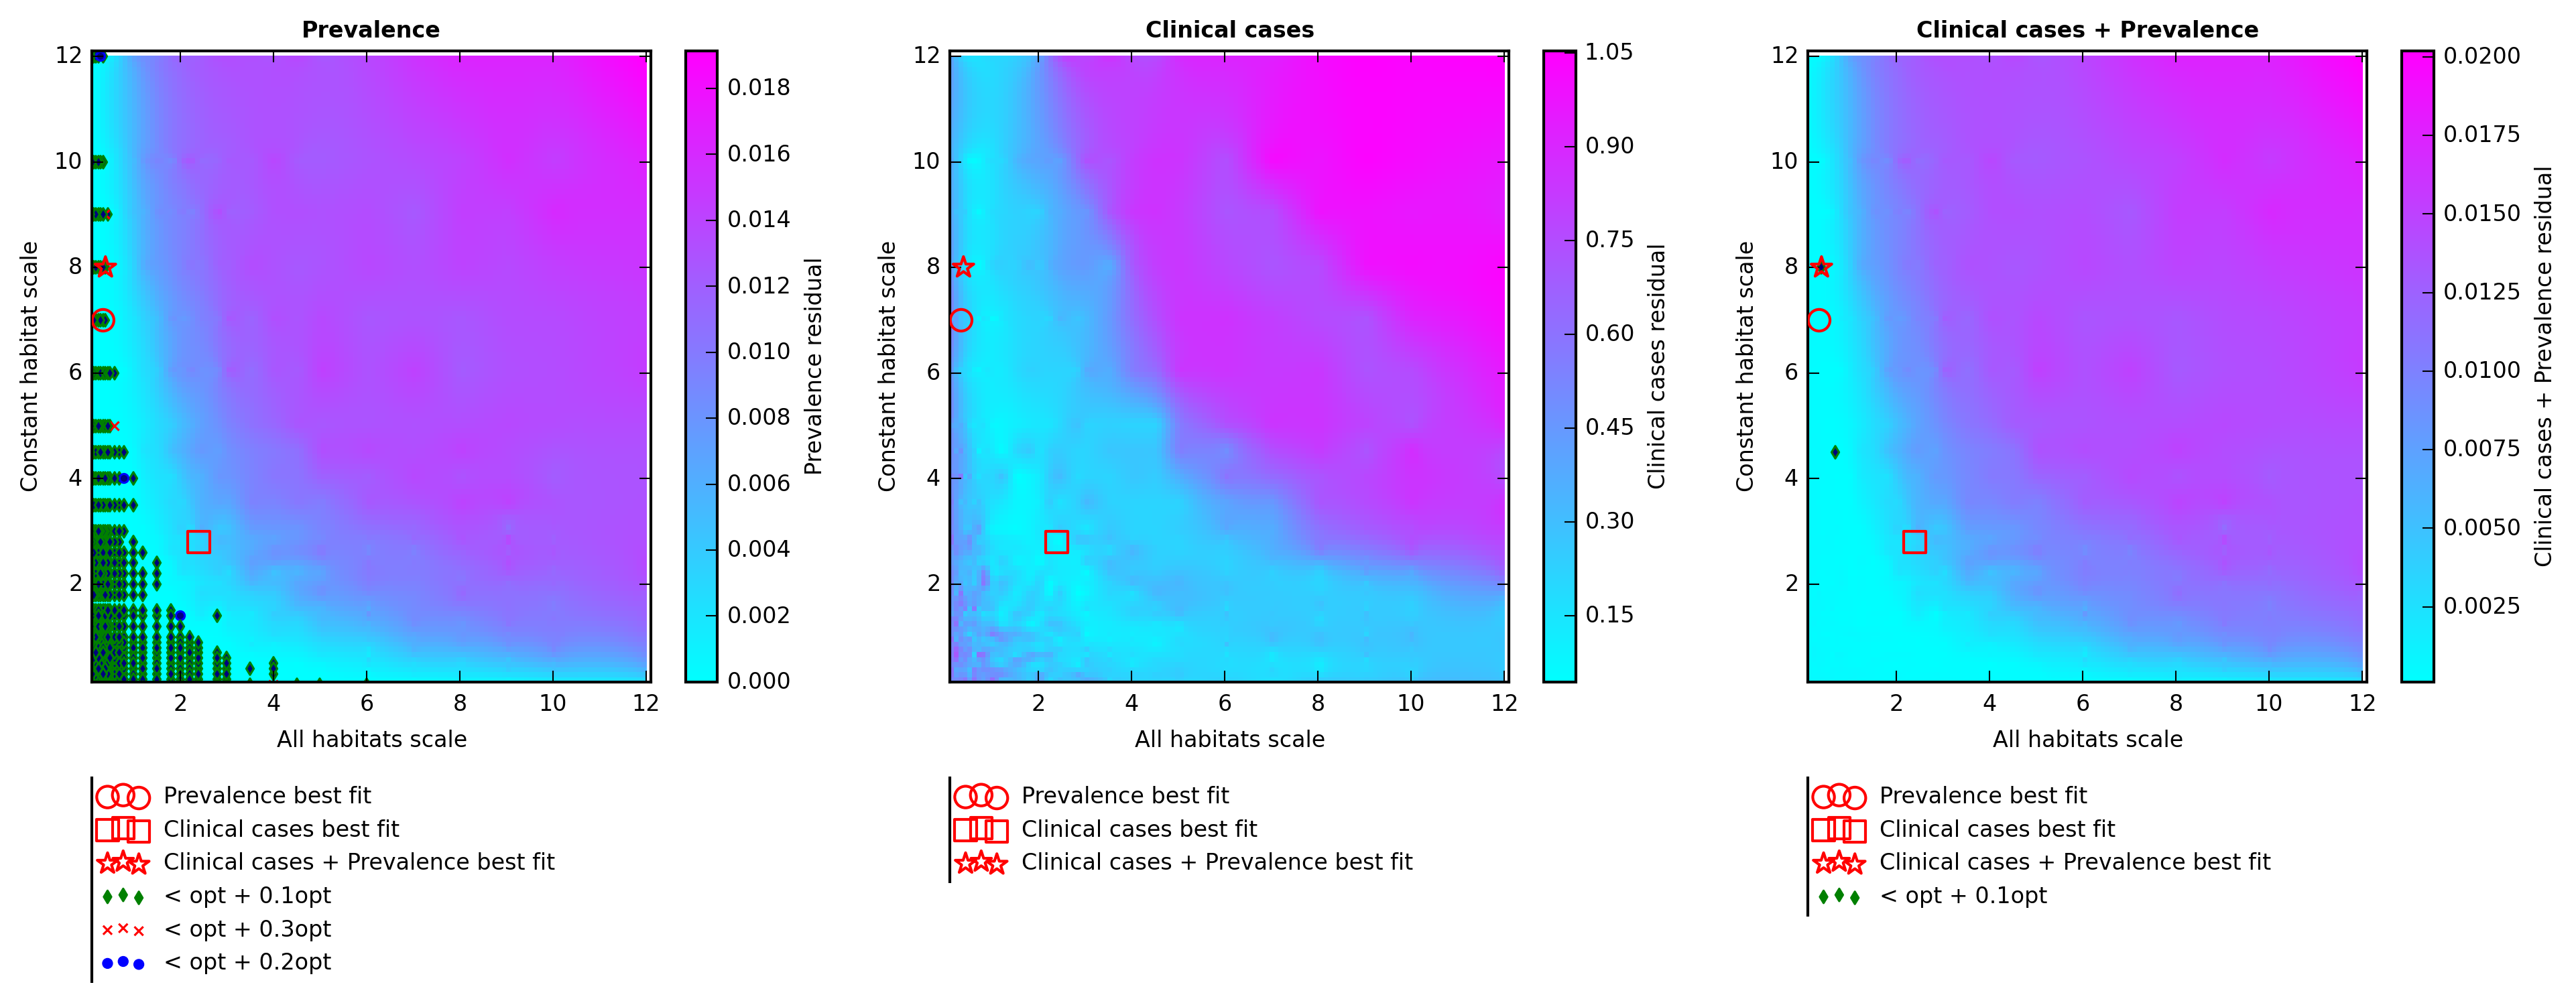 Prevalence
Clinical cases
Clinical cases + Prevalence
12
10
8
6
4
2
Constant habitat scale
2 4 6 8 10 12
All habitats scale
0.018
0.016
0.014
0.012
0.010
0.008
0.006
0.004
0.002
0.000
Prevalence residual
12
10
8
6
4
2
Constant habitat scale
2 4 6 8 10 12
All habitats scale
1.05
0.90
0.75
0.60
0.45
0.30
0.15
Clinical cases residual
12
10
8
6
4
2
Constant habitat scale
2 4 6 8 10 12
All habitats scale
0.0200
0.0175
0.0150
0.0125
0.0100
0.0075
0.0050
0.0025
Clinical cases + Prevalence residual
Prevalence best fit
Clinical cases best fit
Clinical cases + Prevalence best fit
< opt + 0.1opt
< opt + 0.3opt
< opt + 0.2opt
Prevalence best fit
Clinical cases best fit
Clinical cases + Prevalence best fit
Prevalence best fit
Clinical cases best fit
Clinical cases + Prevalence best fit
< opt + 0.1opt